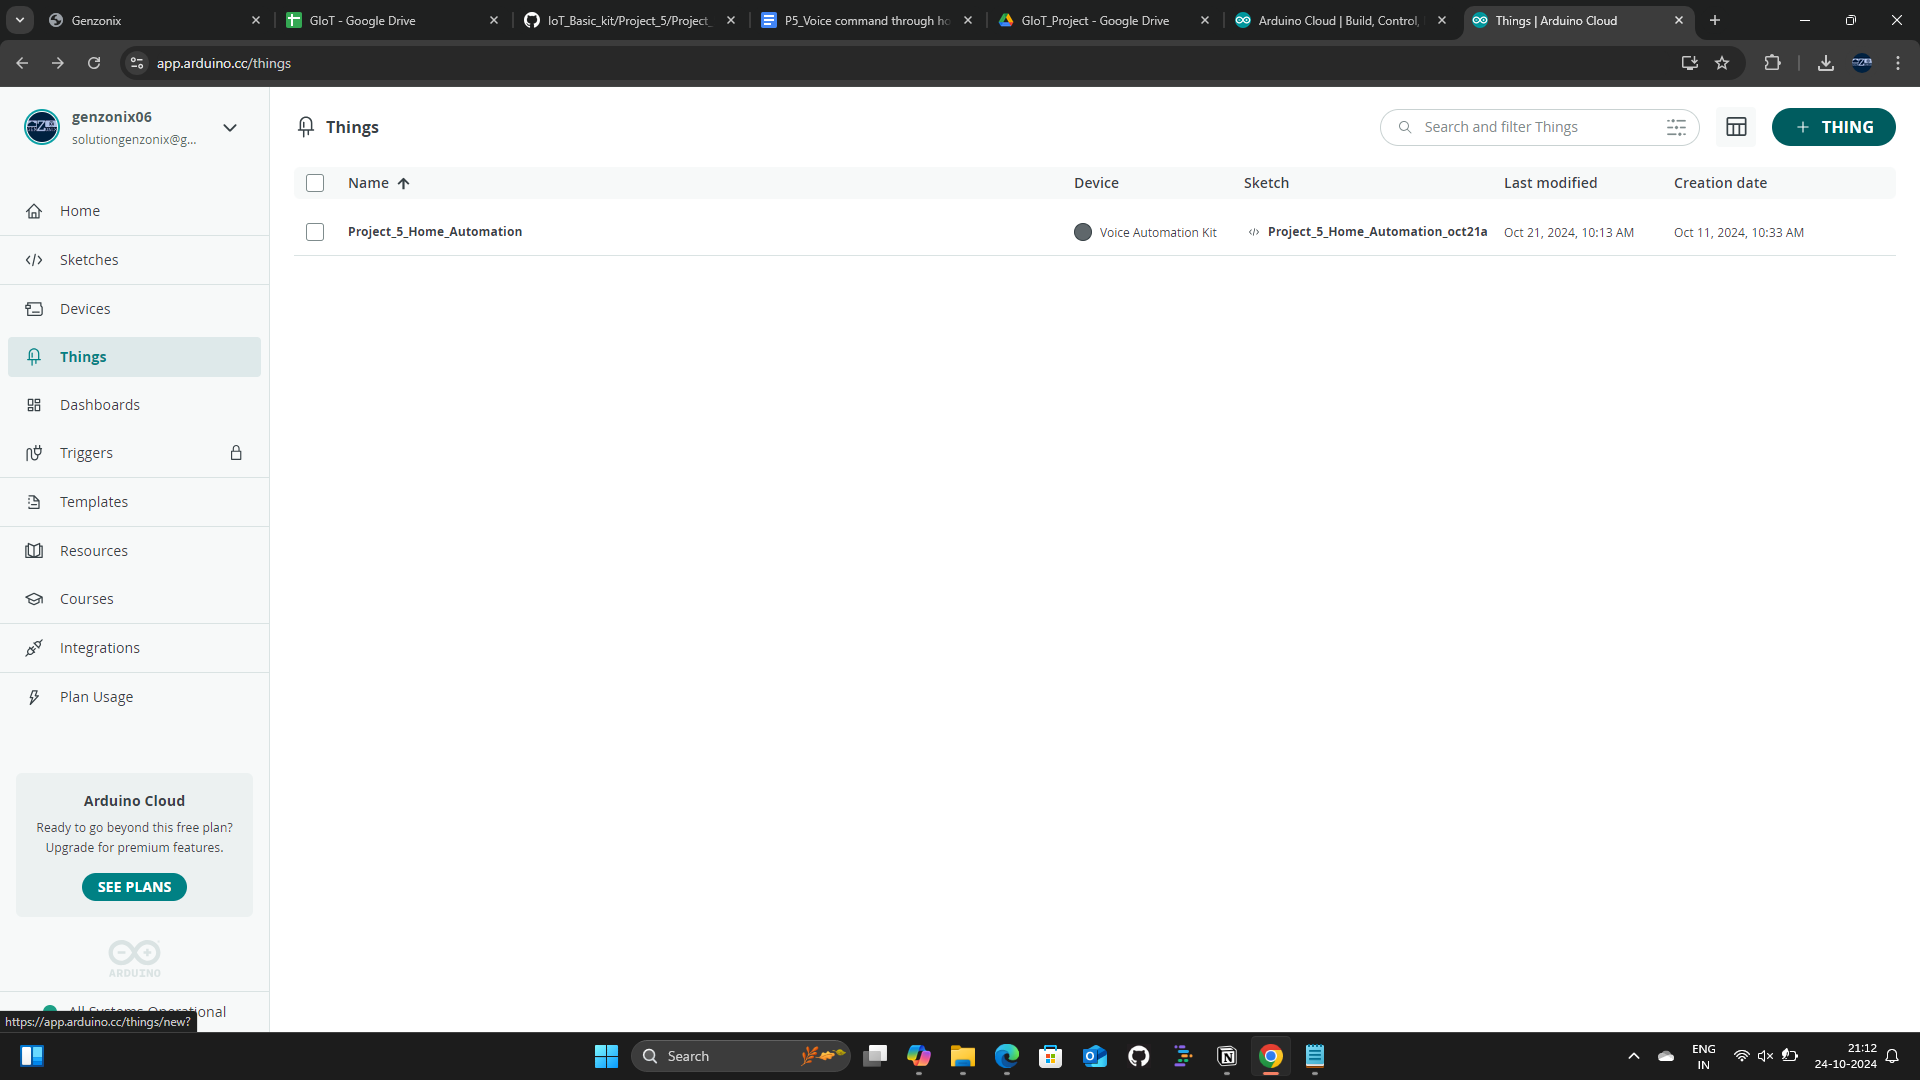 Genzonix
GIoT - Google Drive
IoT_Basic_kit/Project_5/Project_
P5_Voice command through ho
GIoT_Project - Google Drive
Arduino Cloud | Build, Control,
Things | Arduino Cloud
app.arduino.cc/things
genzonix06
solutiongenzonix@g...
Things
Search and filter Things
+ THING
Name
Device
Sketch
Last modified
Creation date
Project_5_Home_Automation
Voice Automation Kit
Project_5_Home_Automation_oct21a
Oct 21, 2024, 10:13 AM
Oct 11, 2024, 10:33 AM
Home
Sketches
Devices
Things
Dashboards
Triggers
Templates
Resources
Courses
Integrations
Plan Usage
Arduino Cloud
Ready to go beyond this free plan?
Upgrade for premium features.
SEE PLANS
ARDUINO
All Systems Operational
https://app.arduino.cc/things/new?
Search
ENG
IN
21:12
24-10-2024